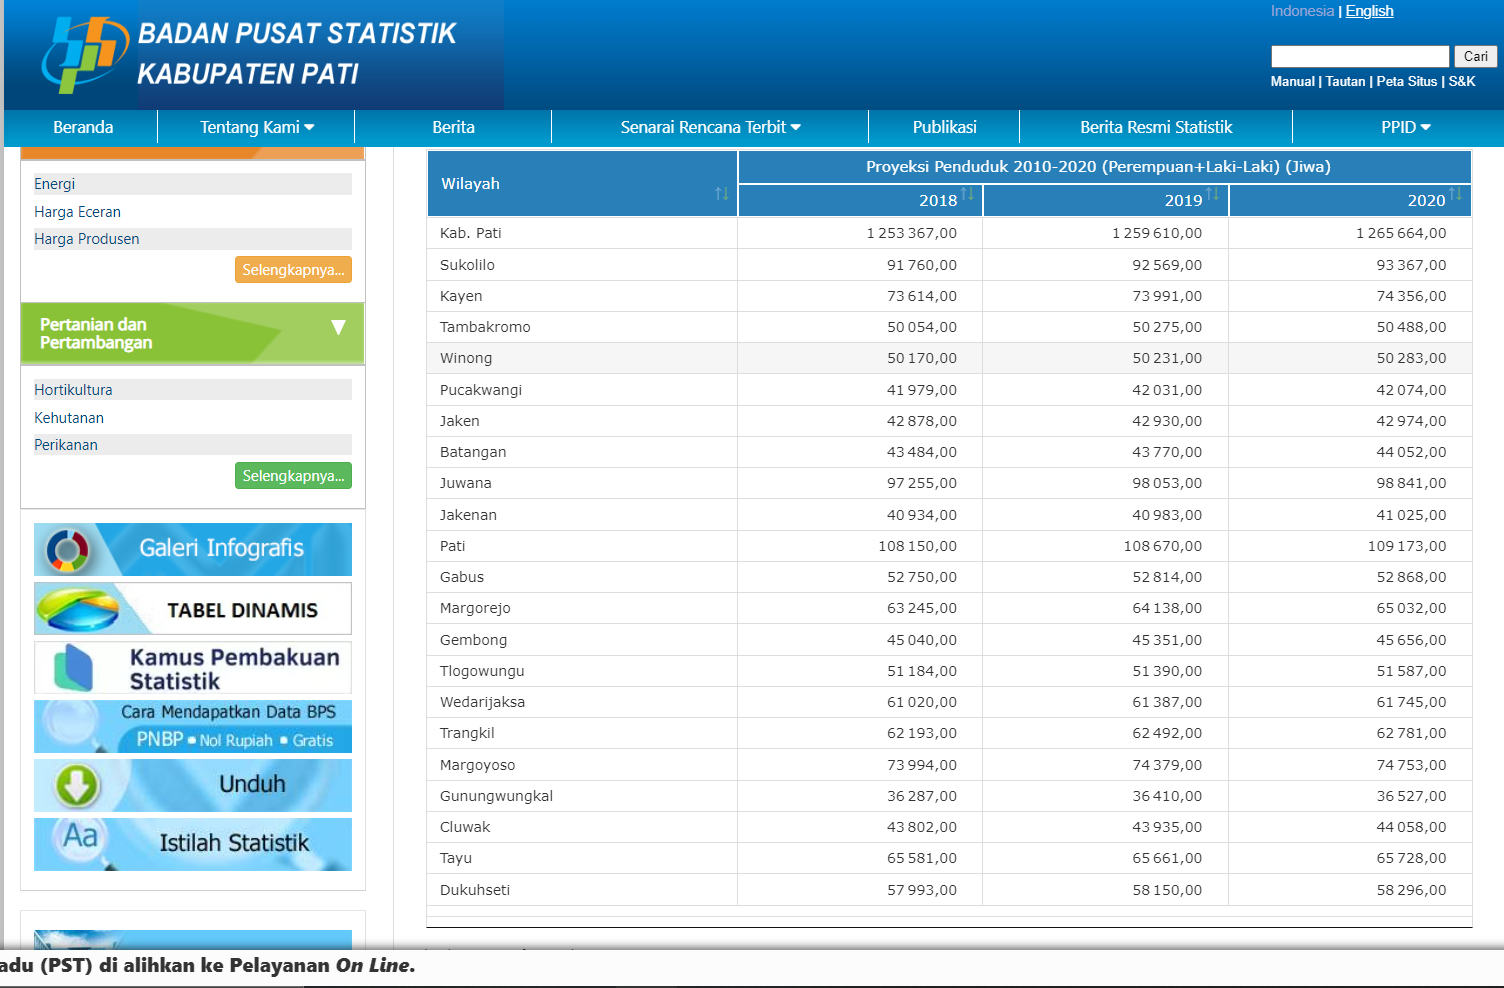 BADAN PUSAT STATISTIK
KABUPATEN PATI
Indonesia | English
Cari
Manual | Tautan | Peta Situs | S&K
Beranda Tentang Kami Berita Senarai Rencana Terbit Publikasi Berita Resmi Statistik PPID
Energi
Harga Eceran
Harga Produsen
Selengkapnya...
Pertanian dan
Pertambangan
Hortikultura
Kehutanan
Perikanan
Selengkapnya...
Galeri Infografis
TABEL DINAMIS
Kamus Pembakuan
Statistik
Cara Mendapatkan Data BPS
PNBP • Nol Rupiah • Gratis
Unduh
Aa Istilah Statistik
Wilayah Proyeksi Penduduk 2010-2020 (Perempuan+Laki-Laki) (Jiwa)
2018 2019 2020
Kab. Pati 1 253 367,00 1 259 610,00 1 265 664,00
Sukolilo 91 760,00 92 569,00 93 367,00
Kayen 73 614,00 73 991,00 74 356,00
Tambakromo 50 054,00 50 275,00 50 488,00
Winong 50 170,00 50 231,00 50 283,00
Pucakwangi 41 979,00 42 031,00 42 074,00
Jaken 42 878,00 42 930,00 42 974,00
Batangan 43 484,00 43 770,00 44 052,00
Juwana 97 255,00 98 053,00 98 841,00
Jakenan 40 934,00 40 983,00 41 025,00
Pati 108 150,00 108 670,00 109 173,00
Gabus 52 750,00 52 814,00 52 868,00
Margorejo 63 245,00 64 138,00 65 032,00
Gembong 45 040,00 45 351,00 45 656,00
Tlogowungu 51 184,00 51 390,00 51 587,00
Wedarijaksa 61 020,00 61 387,00 61 745,00
Trangkil 62 193,00 62 492,00 62 781,00
Margoyoso 73 994,00 74 379,00 74 753,00
Gunungwungkal 36 287,00 36 410,00 36 527,00
Cluwak 43 802,00 43 935,00 44 058,00
Tayu 65 581,00 65 661,00 65 728,00
Dukuhseti 57 993,00 58 150,00 58 296,00
adu (PST) di alihkan ke Pelayanan On Line.